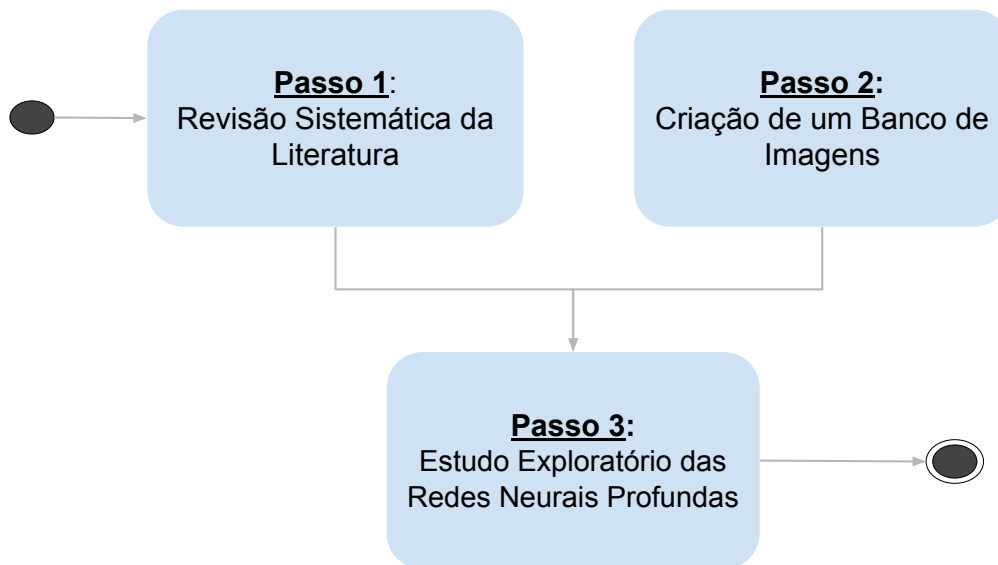 Passo 1:
Revisão Sistemática da
Literatura
Passo 2:
Criação de um Banco de
Imagens
Passo 3:
Estudo Exploratório das
Redes Neurais Profundas